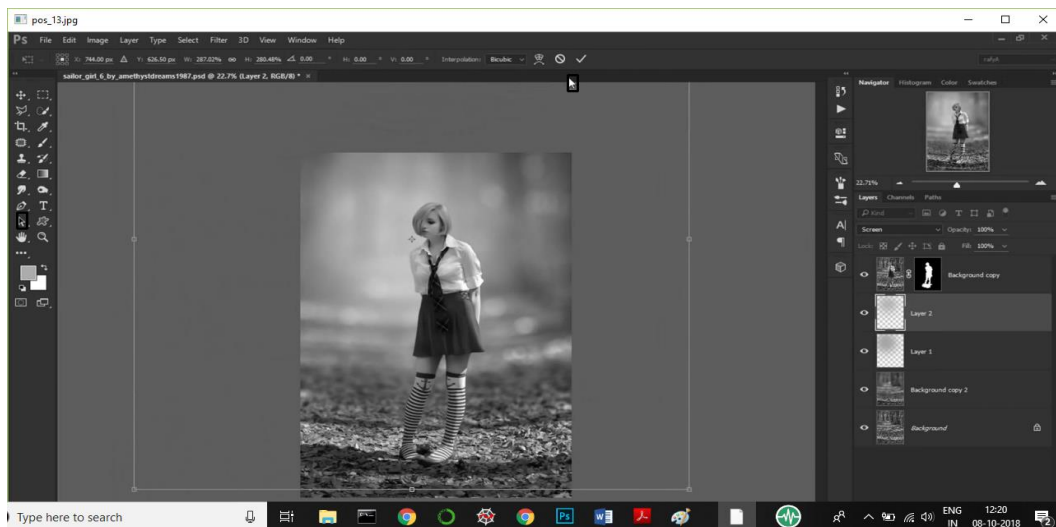 pos_13.jpg
Ps File Edit Image Layer Type Select Filter 3D View Window Help
X: 744.00 px Y: 626.50 px W: 287.02% H: 280.48% 0.00 ° H: 0.00 ° V: 0.00 ° Interpolation: Bicubic
sailor_girl_6_by_amethystdreams1987.psd @ 22.7% (Layer 2, RGB/8) * ×
Navigator Histogram Color Swatches
22.71%
Layers Channels Paths
Kind
Screen Opacity: 100%
Lock: Fill: 100%
Background copy
Layer 2
Layer 1
Background copy 2
Background
Type here to search
ENG 12:20
IN 08-10-2018